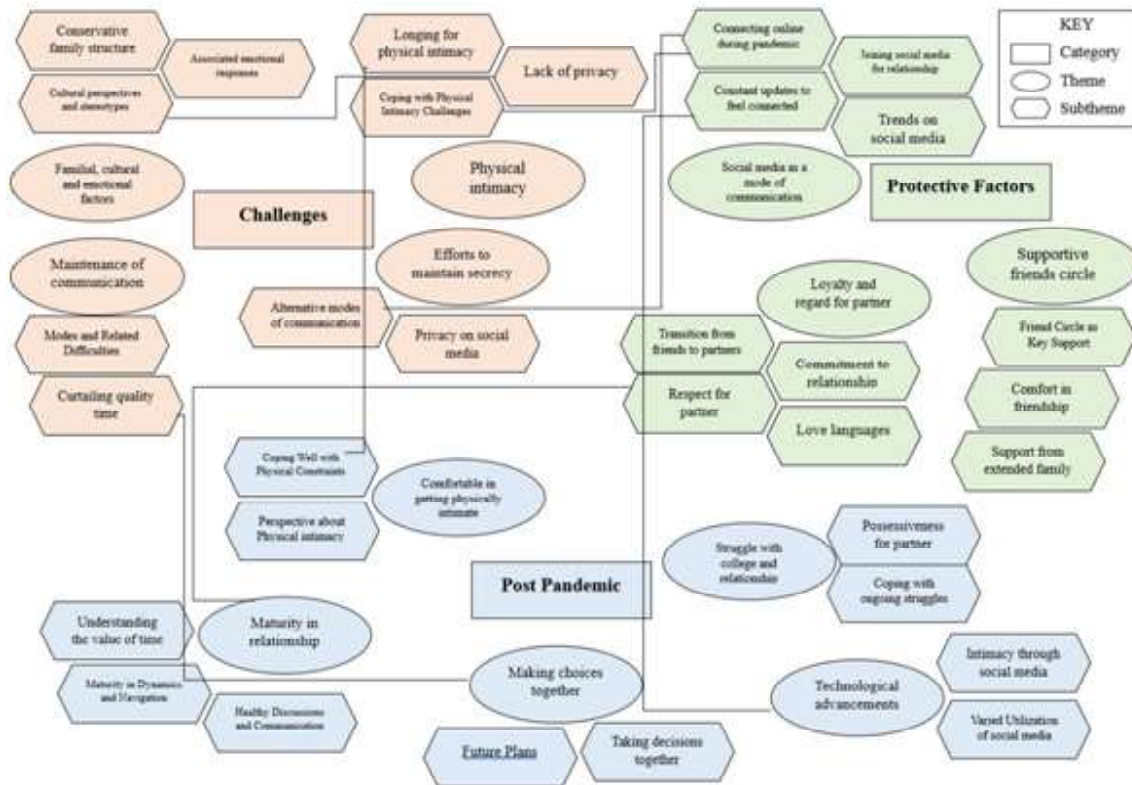 Conservative
family structure
Associated emotional
responses
Cultural perspectives
and stereotypes
Longing for
physical intimacy
Lack of privacy
Coping with Physical
Intimacy Challenges
Connecting online
during pandemic
Joining social media
for relationship
Constant updates to
feel connected
Trends on
social media
KEY
Category
Theme
Subtheme
Familial, cultural
and emotional
factors
Challenges
Physical
intimacy
Social media as a
mode of
communication
Protective Factors
Maintenance of
communication
Efforts to
maintain secrecy
Supportive
friends circle
Loyalty and
regard for partner
Alternative modes
of communication
Privacy on social
media
Modes and Related
Difficulties
Curtailing quality
time
Transition from
friends to partners
Commitment to
relationship
Respect for
partner
Love languages
Friend Circle as
Key Support
Comfort in
friendship
Support from
extended family
Coping Well with
Physical Constraints
Comfortable in
getting physically
intimate
Perspective about
Physical intimacy
Post Pandemic
Struggle with
college and
relationship
Possessiveness
for partner
Coping with
ongoing struggles
Understanding
the value of time
Maturity in
relationship
Maturity in Dynamics
and Navigation
Healthy Discussions
and Communication
Making choices
together
Future Plans
Taking decisions
together
Technological
advancements
Intimacy through
social media
Varied Utilization
of social media